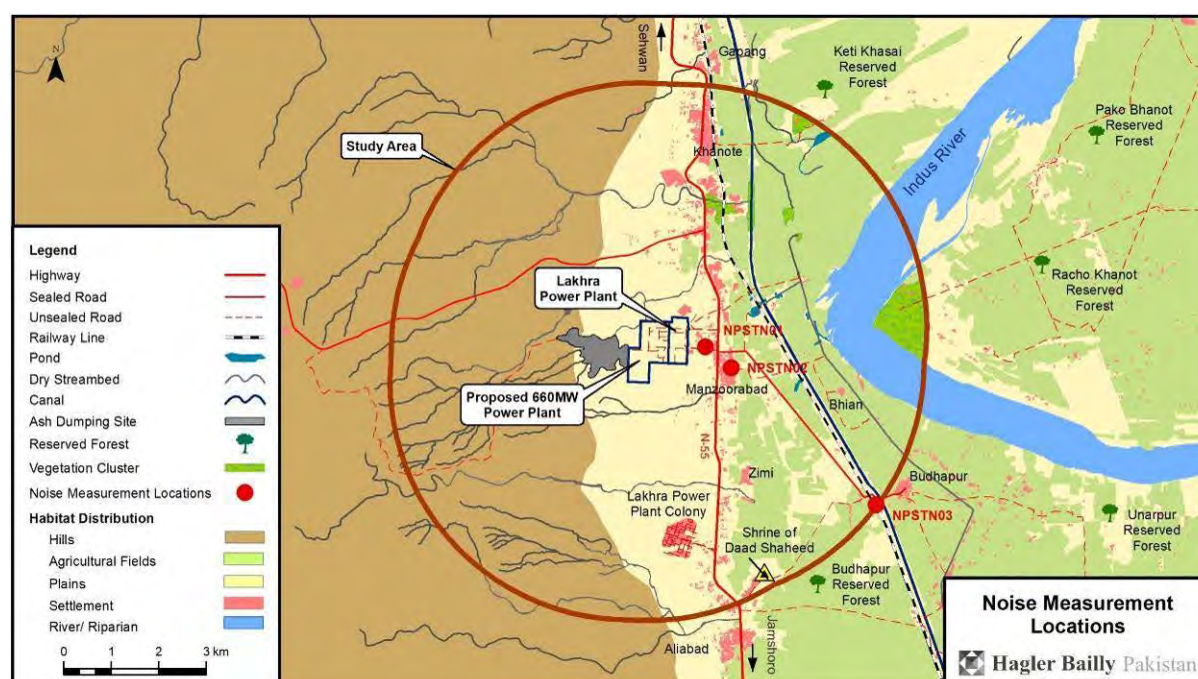 N
Sehwan
Gapang
Keti Khasai
Reserved
Forest
Pako Bhanot
Reserved
Forest
Study Area
Khanote
Indus River
Racho Khanot
Reserved
Forest
Lakhra
Power Plant
NPSTN01
NPSTN02
Manzoorabad
Proposed 660MW
Power Plant
Bhian
N-55
Zimi
Budhapur
Lakhra Power
Plant Colony
NPSTN03
Shrine of
Daad Shaheed
Unarpur
Reserved
Forest
Budhapur
Reserved
Forest
Aliabad
Jamshoro
Legend
Highway
Sealed Road
Unsealed Road
Railway Line
Pond
Dry Streambed
Canal
Ash Dumping Site
Reserved Forest
Vegetation Cluster
Noise Measurement Locations
Habitat Distribution
Hills
Agricultural Fields
Plains
Settlement
River/ Riparian
0 1 2 3 km
Noise Measurement
Locations
Hagler Bailly Pakistan